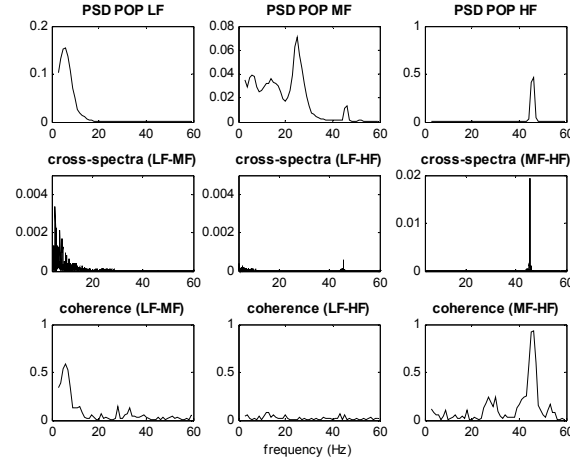 PSD POP LF
PSD POP MF
PSD POP HF
0.2
0.1
0
0 20 40 60
0.08
0.06
0.04
0.02
0
0 20 40 60
1
0.5
0
0 20 40 60
cross-spectra (LF-MF)
cross-spectra (LF-HF)
cross-spectra (MF-HF)
0.004
0.002
0
0 20 40 60
0.004
0.002
0
0 20 40 60
0.02
0.01
0
0 20 40 60
coherence (LF-MF)
coherence (LF-HF)
coherence (MF-HF)
1
0.5
0
0 20 40 60
1
0.5
0
0 20 40 60
1
0.5
0
0 20 40 60
frequency (Hz)